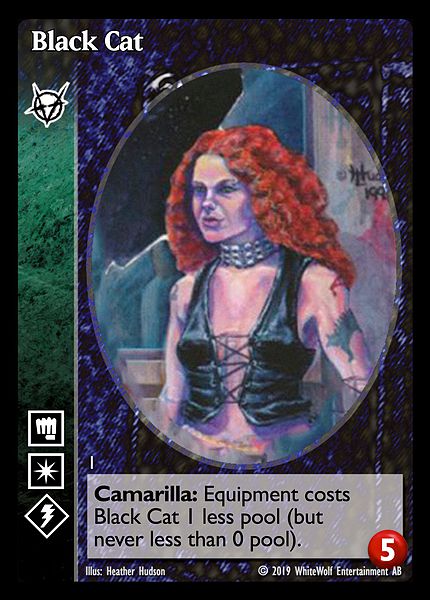 Black Cat
1
Camarilla: Equipment costs
Black Cat 1 less pool (but
never less than 0 pool).
5
Illus: Heather Hudson
© 2019 WhiteWolf Entertainment AB